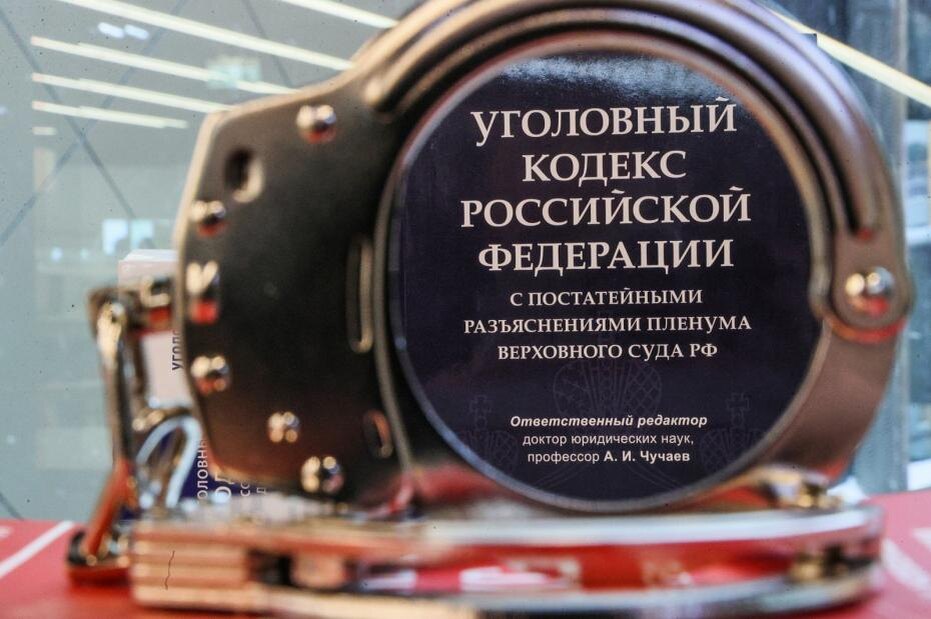 УГОЛОВНЫЙ
КОДЕКС
РОССИЙСКОЙ
ФЕДЕРАЦИИ
С ПОСТАТЕЙНЫМИ
РАЗЪЯСНЕНИЯМИ ПЛЕНУМА
ВЕРХОВНОГО СУДА РФ
Ответственный редактор
доктор юридических наук,
профессор А. И. Чучаев